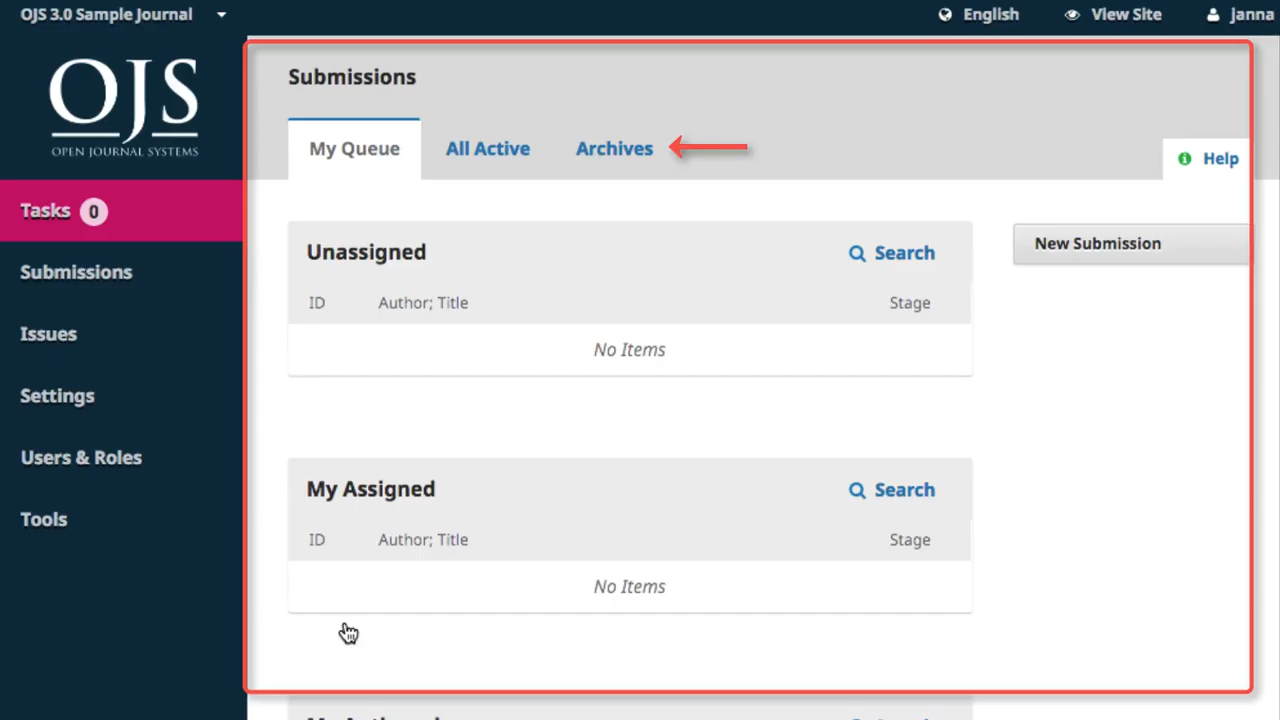 OJS 3.0 Sample Journal
English
View Site
janna
OJS
OPEN JOURNAL SYSTEMS
Tasks 0
Submissions
Issues
Settings
Users & Roles
Tools
Submissions
My Queue
All Active
Archives
Help
Unassigned
Search
ID Author; Title Stage
No Items
New Submission
My Assigned
Search
ID Author; Title Stage
No Items